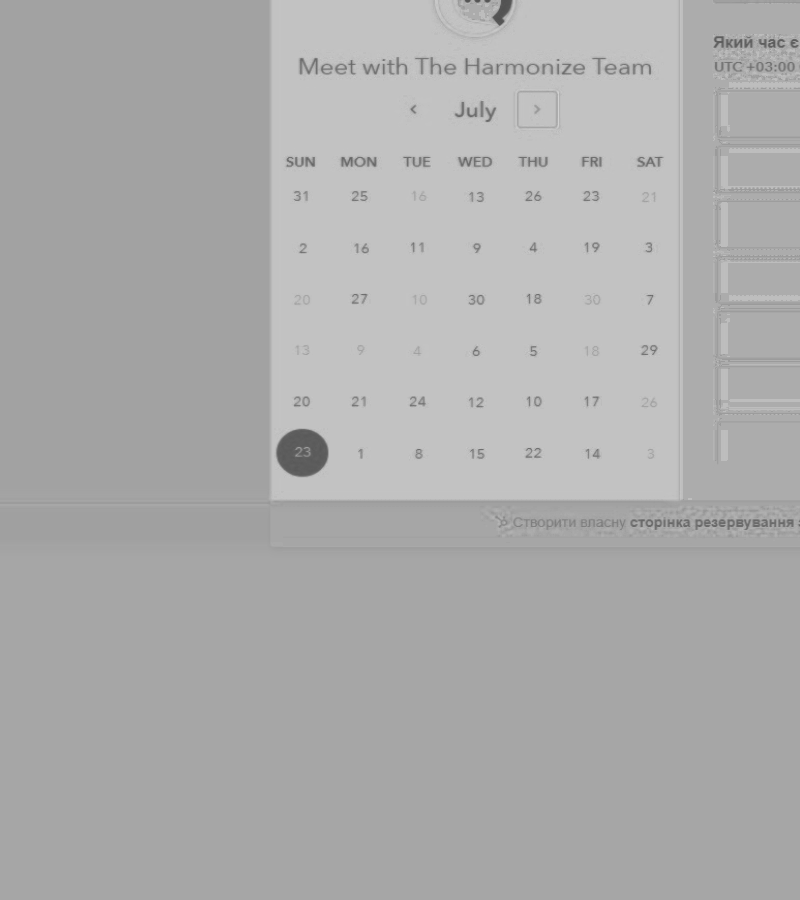 Meet with The Harmonize Team
July
SUN MON TUE WED THU FRI SAT
31 25 16 13 26 23 21
2 16 11 9 4 19 3
20 27 10 30 18 30 7
13 9 4 6 5 18 29
20 21 24 12 10 17 26
23 1 8 15 22 14 3
Який час є
UTC +03:00
Створити власну сторінка резервування